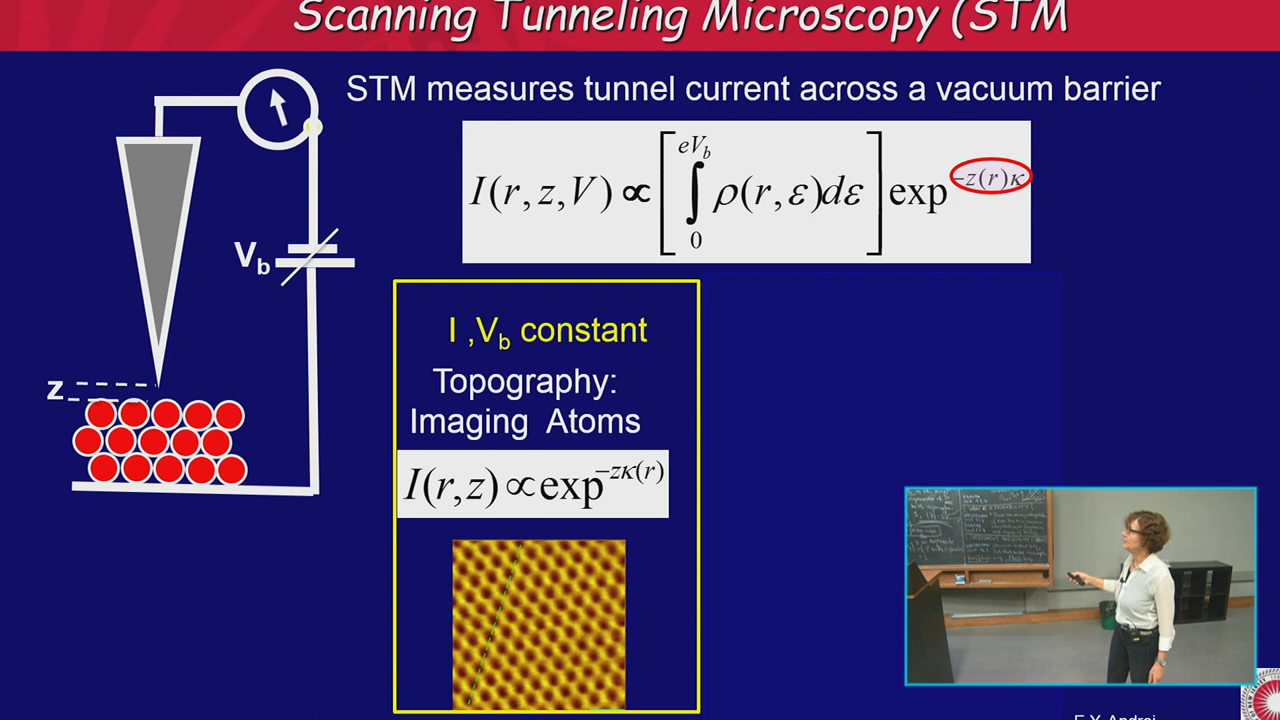 Scanning Tunneling Microscopy (STM
STM measures tunnel current across a vacuum barrier
I(r,z,V) ∝ [ ∫₀^{eV_b} ρ(r,ε)dε ] exp^{-z(r)κ}
V_b
z
I ,V_b constant
Topography:
Imaging Atoms
I(r,z) ∝ exp^{-zκ(r)}
E.Y. Andrei